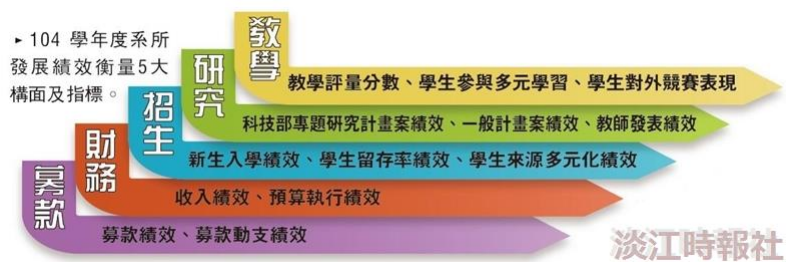 ▸104 學年度系所
發展績效衡量5大
構面及指標。
教學
教學評量分數、學生參與多元學習、學生對外競賽表現
研究
科技部專題研究計畫案績效、一般計畫案績效、教師發表績效
招生
新生入學績效、學生留存率績效、學生來源多元化績效
財務
收入績效、預算執行績效
募款
募款績效、募款動支績效
淡江時報社